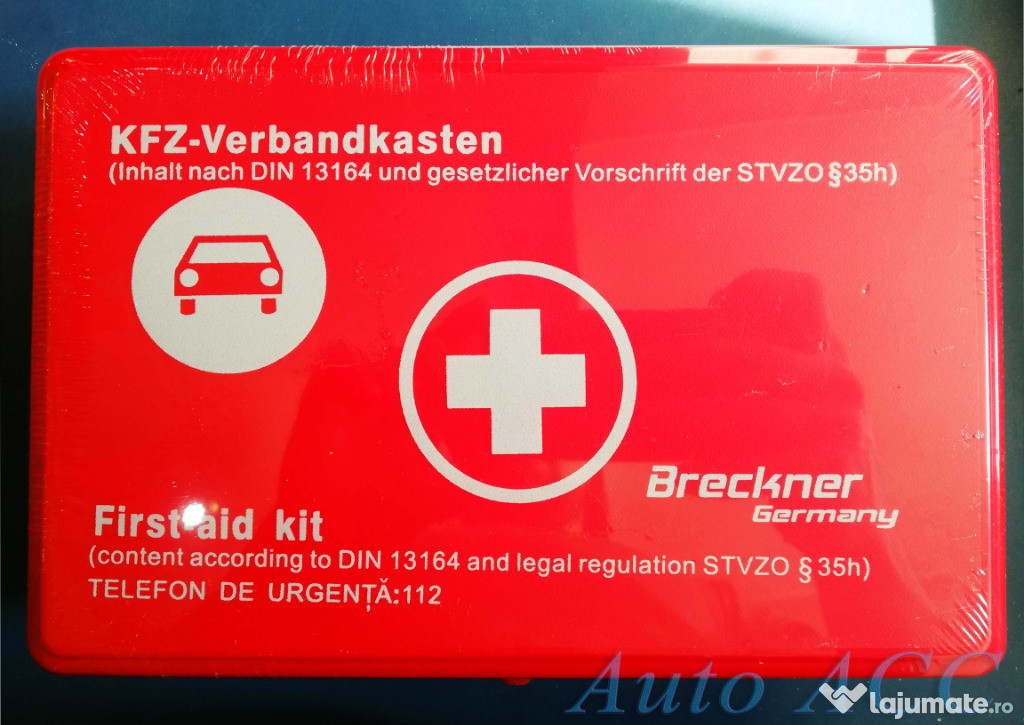 KFZ-Verbandkasten
(Inhalt nach DIN 13164 und gesetzlicher Vorschrift der STVZO §35h)
Breckner
Germany
First-aid kit
(content according to DIN 13164 and legal regulation STVZO §35h)
TELEFON DE URGENȚĂ:112
Auto ACC
lajumate.ro